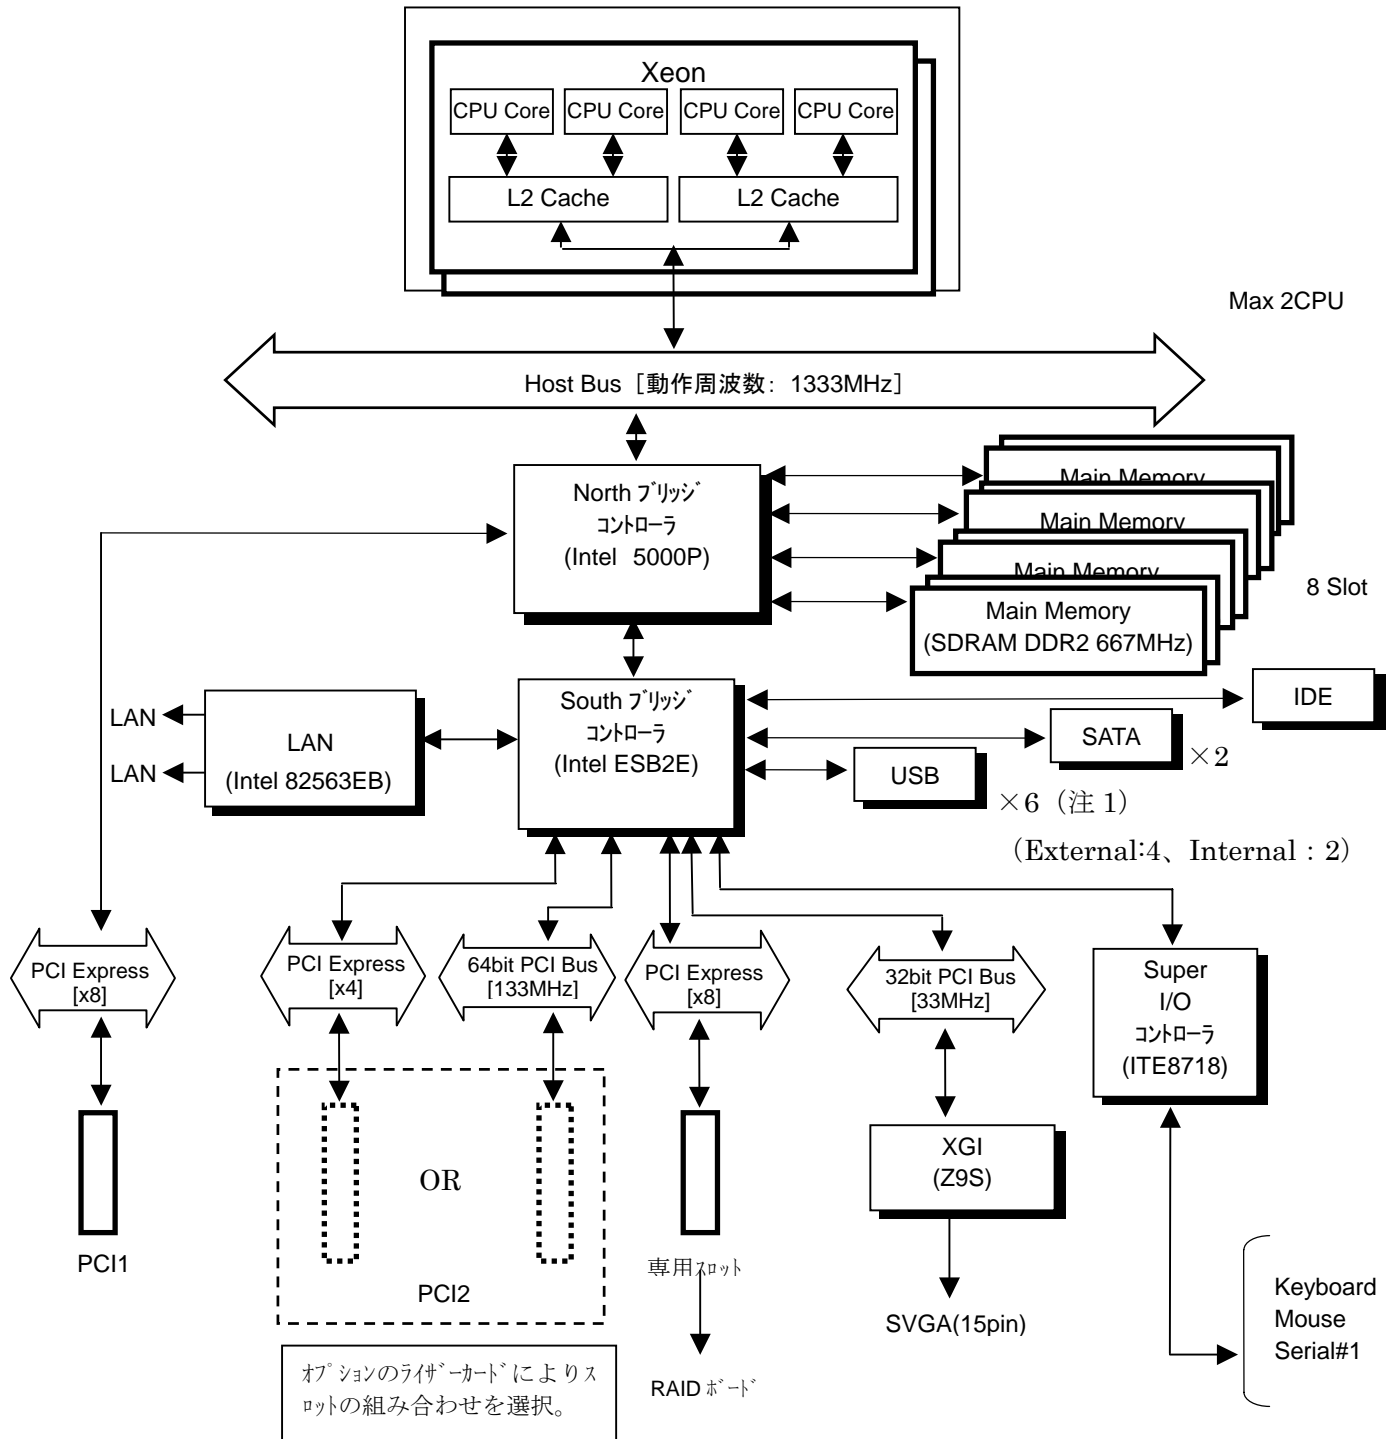 Xeon
CPU Core CPU Core CPU Core CPU Core
L2 Cache L2 Cache
Max 2CPU
Host Bus [動作周波数: 1333MHz]
North ﾌﾞﾘｯｼﾞ
ｺﾝﾄﾛｰﾗ
(Intel 5000P)
Main Memory
Main Memory
Main Memory
Main Memory
(SDRAM DDR2 667MHz)
8 Slot
South ﾌﾞﾘｯｼﾞ
ｺﾝﾄﾛｰﾗ
(Intel ESB2E)
LAN
LAN
LAN
(Intel 82563EB)
IDE
SATA
×2
USB
×6（注 1）
（External:4、Internal：2）
PCI Express
[x8]
PCI Express
[x4]
64bit PCI Bus
[133MHz]
PCI Express
[x8]
32bit PCI Bus
[33MHz]
Super
I/O
ｺﾝﾄﾛｰﾗ
(ITE8718)
OR
XGI
(Z9S)
PCI1
PCI2
専用ｽﾛｯﾄ
SVGA(15pin)
Keyboard
Mouse
Serial#1
RAID ﾎﾞｰﾄﾞ
ｵﾌﾟｼｮﾝのﾗｲｻﾞｰｶｰﾄﾞによりｽ
ﾛｯﾄの組み合わせを選択。